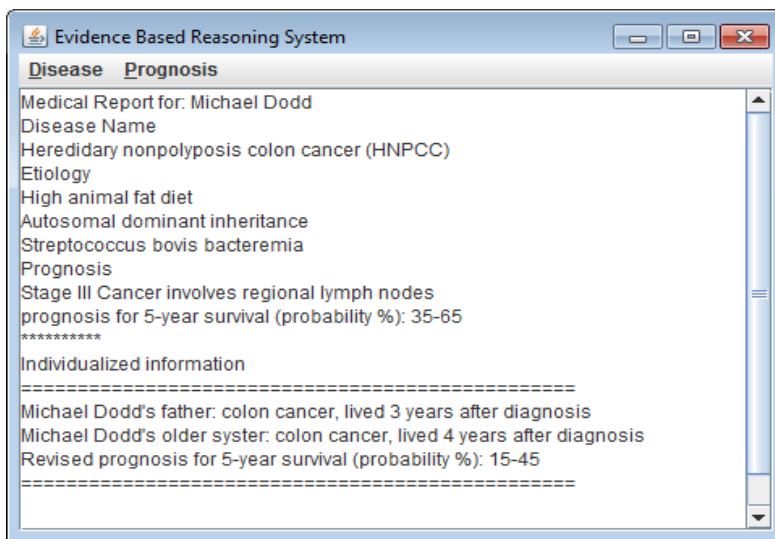 Evidence Based Reasoning System
Disease Prognosis
Medical Report for: Michael Dodd
Disease Name
Heredidary nonpolyposis colon cancer (HNPCC)
Etiology
High animal fat diet
Autosomal dominant inheritance
Streptococcus bovis bacteremia
Prognosis
Stage III Cancer involves regional lymph nodes
prognosis for 5-year survival (probability %): 35-65
**********
Individualized information
==================================================
Michael Dodd's father: colon cancer, lived 3 years after diagnosis
Michael Dodd's older syster: colon cancer, lived 4 years after diagnosis
Revised prognosis for 5-year survival (probability %): 15-45
==================================================